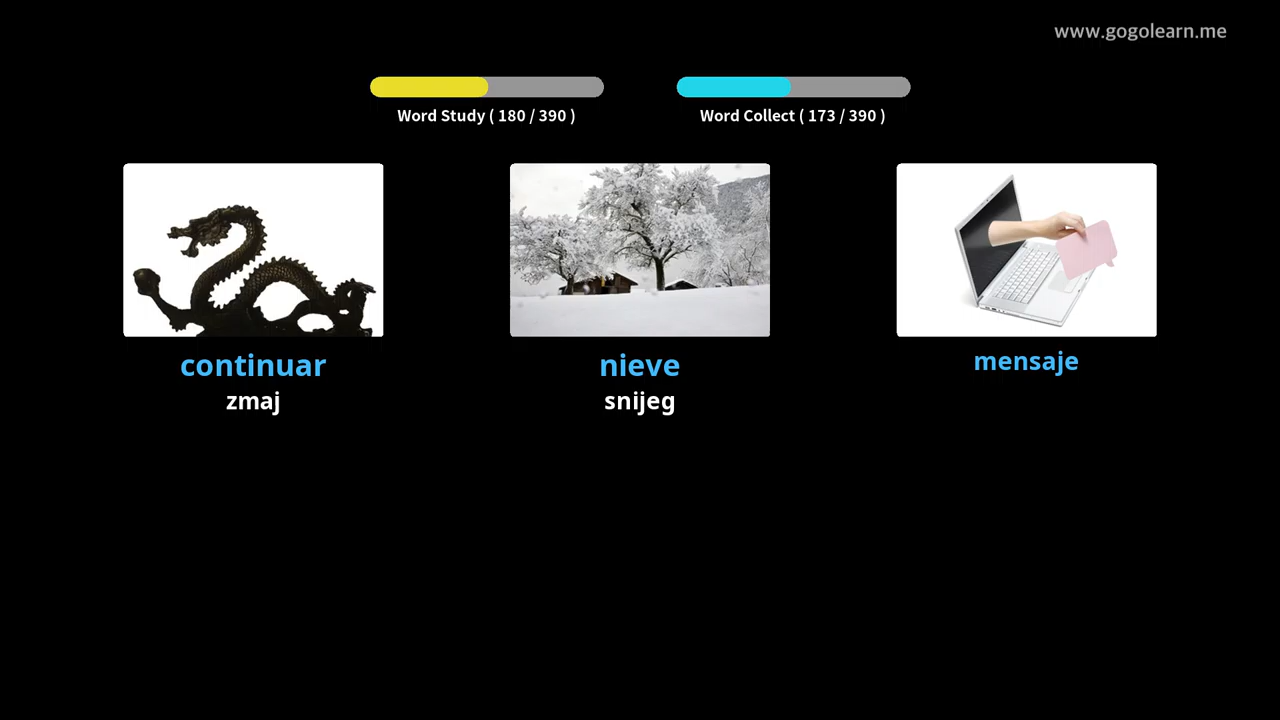 www.gogolearn.me
Word Study ( 180 / 390 )
Word Collect ( 173 / 390 )
continuar
zmaj
nieve
snijeg
mensaje